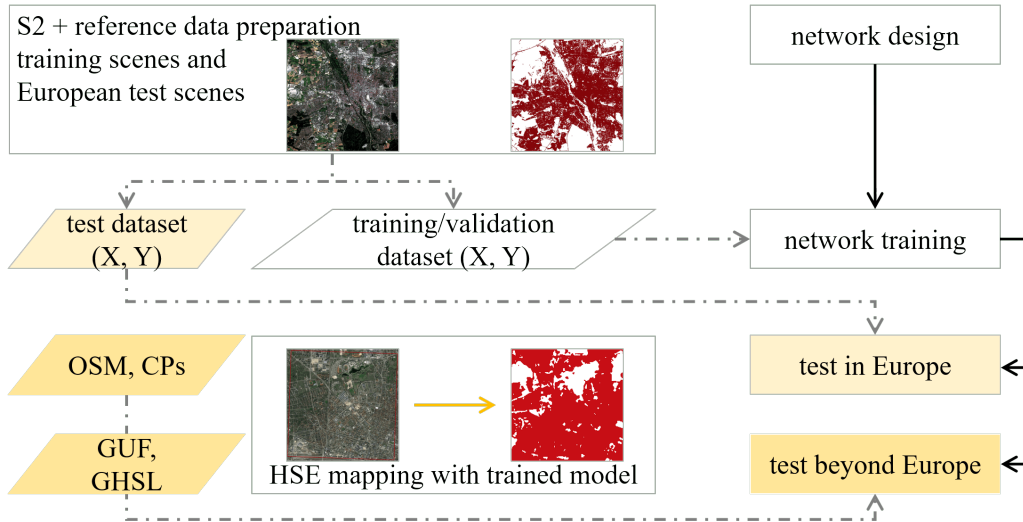 S2 + reference data preparation
training scenes and
European test scenes
network design
test dataset
(X, Y)
training/validation
dataset (X, Y)
network training
OSM, CPs
test in Europe
GUF,
GHSL
HSE mapping with trained model
test beyond Europe